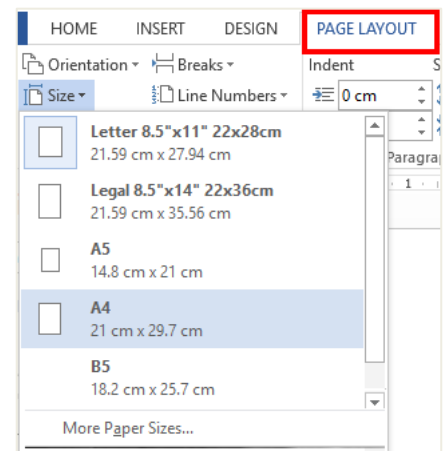 HOME INSERT DESIGN PAGE LAYOUT
Orientation Breaks Indent S
Size Line Numbers 0 cm
Letter 8.5"x11" 22x28cm
21.59 cm x 27.94 cm
Paragra
Legal 8.5"x14" 22x36cm
1
21.59 cm x 35.56 cm
A5
14.8 cm x 21 cm
A4
21 cm x 29.7 cm
B5
18.2 cm x 25.7 cm
More Paper Sizes...